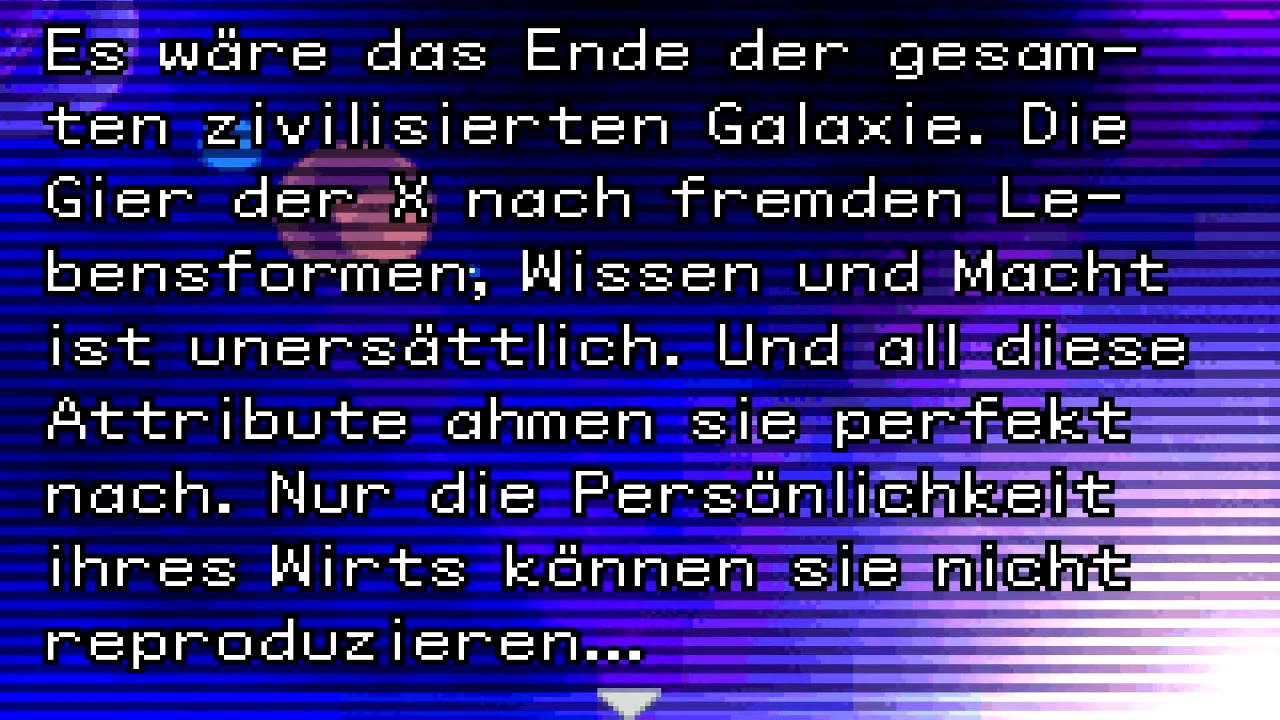 Es wäre das Ende der gesam-
ten zivilisierten Galaxie. Die
Gier der X nach fremden Le-
bensformen, Wissen und Macht
ist unersättlich. Und all diese
Attribute ahmen sie perfekt
nach. Nur die Persönlichkeit
ihres Wirts können sie nicht
reproduzieren...